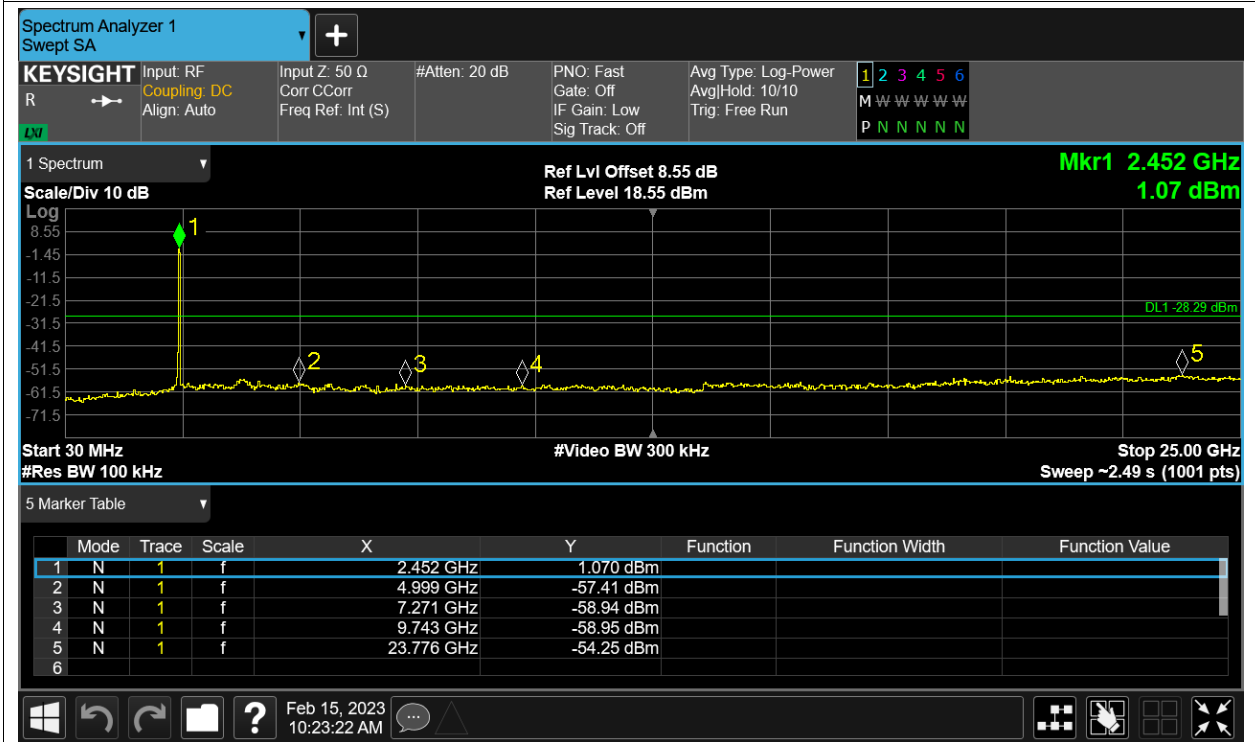 Spectrum Analyzer 1
Swept SA
+
KEYSIGHT
R
LXI
Input: RF
Coupling: DC
Align: Auto
Input Z: 50 Ω
Corr CCorr
Freq Ref: Int (S)
#Atten: 20 dB
PNO: Fast
Gate: Off
IF Gain: Low
Sig Track: Off
Avg Type: Log-Power
Avg|Hold: 10/10
Trig: Free Run
1 2 3 4 5 6
M W W W W W
P N N N N N
1 Spectrum
Scale/Div 10 dB
Ref Lvl Offset 8.55 dB
Ref Level 18.55 dBm
Mkr1 2.452 GHz
1.07 dBm
Log
8.55
-1.45
-11.5
-21.5
-31.5
-41.5
-51.5
-61.5
-71.5
1
2
3
4
5
DL1 -28.29 dBm
Start 30 MHz
#Video BW 300 kHz
Stop 25.00 GHz
#Res BW 100 kHz
Sweep ~2.49 s (1001 pts)
5 Marker Table
Mode Trace Scale X Y Function Function Width Function Value
1 N 1 f 2.452 GHz 1.070 dBm
2 N 1 f 4.999 GHz -57.41 dBm
3 N 1 f 7.271 GHz -58.94 dBm
4 N 1 f 9.743 GHz -58.95 dBm
5 N 1 f 23.776 GHz -54.25 dBm
6
?
Feb 15, 2023
10:23:22 AM